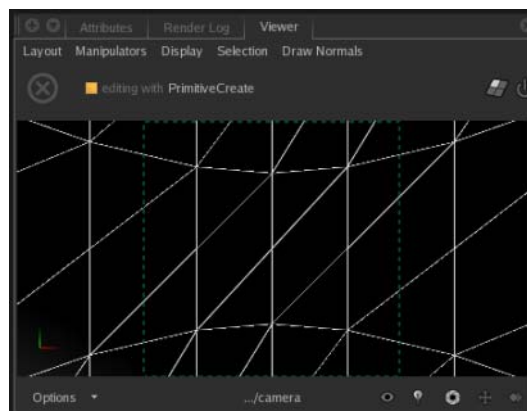 Attributes Render Log Viewer
Layout Manipulators Display Selection Draw Normals
editing with PrimitiveCreate
Options .../camera